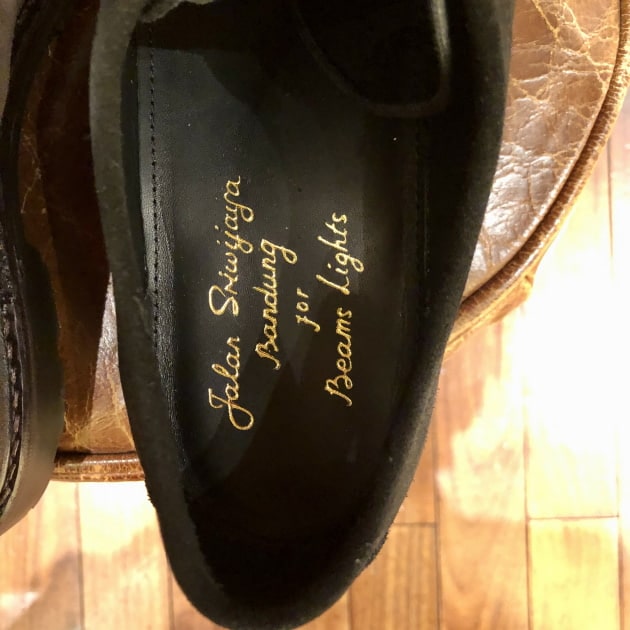 Jalan Sriwijaya
Bandung
for
Beams Lights